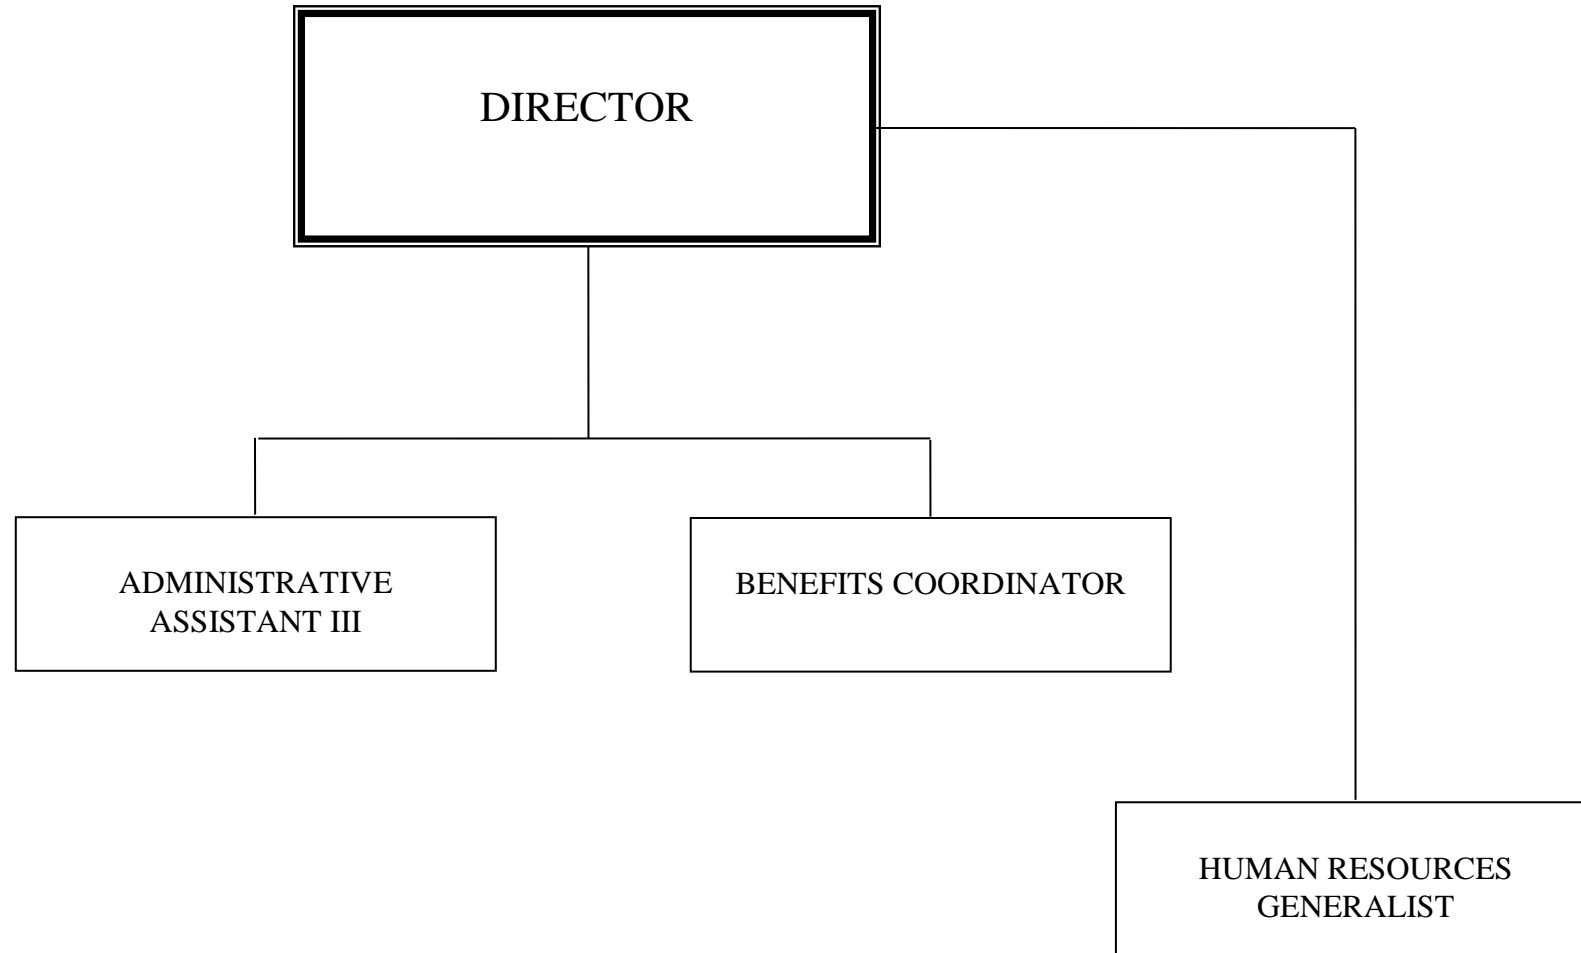 DIRECTOR
ADMINISTRATIVE
ASSISTANT III
BENEFITS COORDINATOR
HUMAN RESOURCES
GENERALIST